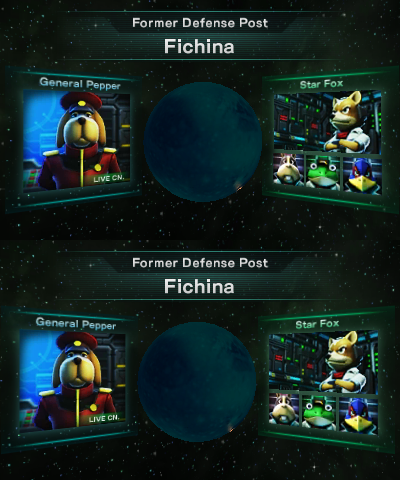 Former Defense Post
Fichina
General Pepper
Star Fox
LIVE CN.
Former Defense Post
Fichina
General Pepper
Star Fox
LIVE CN.